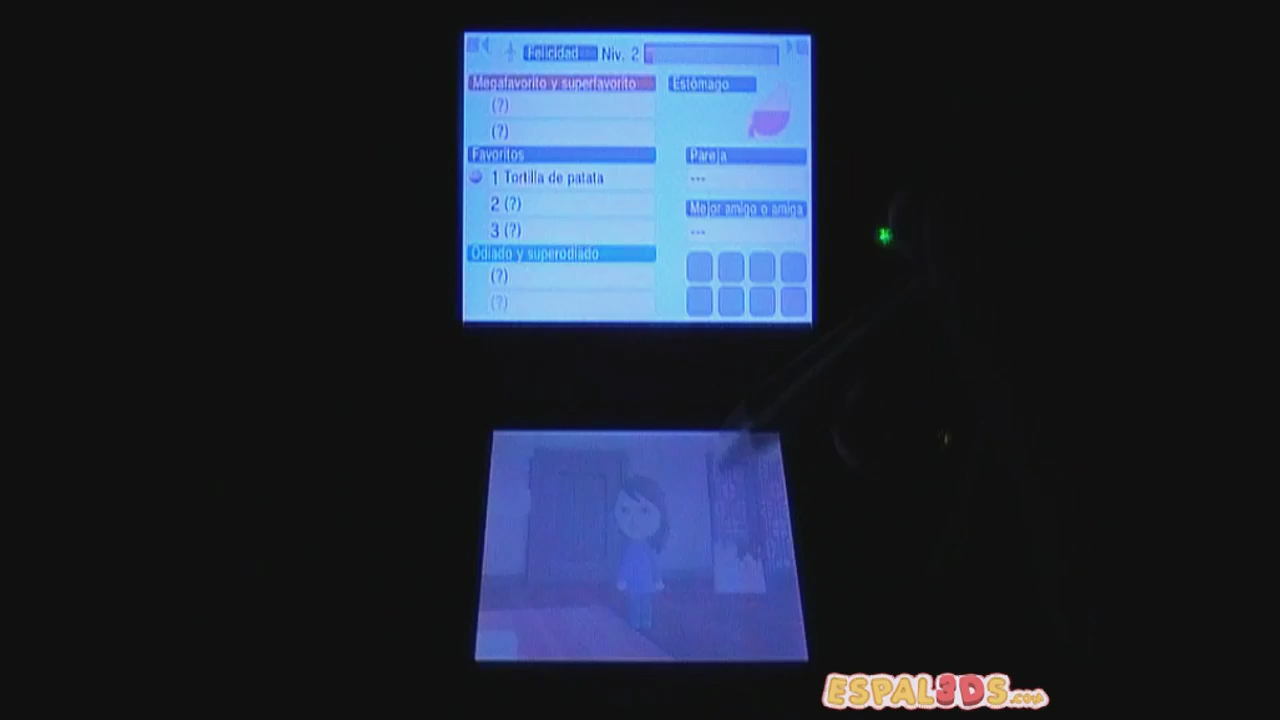 Felicidad Niv. 2
Megafavorito y superfavorito
(?)
(?)
Favoritos
1 Tortilla de patata
2 (?)
3 (?)
Odiado y superodiado
(?)
(?)
Estómago
Pareja
---
Mejor amigo o amiga
---
ESPAL3DS.com